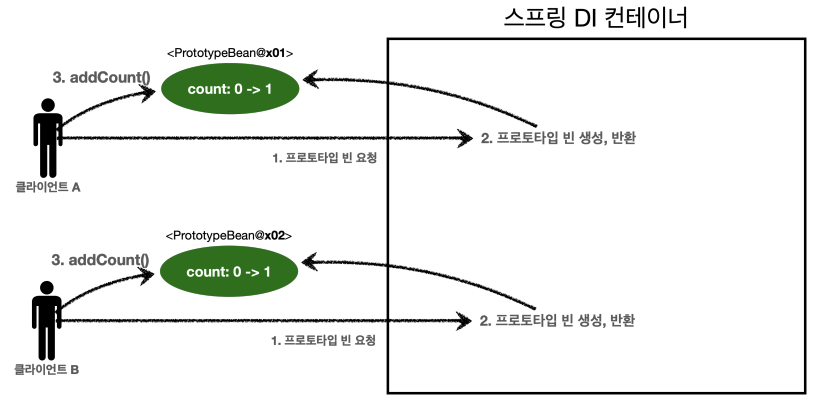 스프링 DI 컨테이너
<PrototypeBean@x01>
3. addCount()
count: 0 -> 1
2. 프로토타입 빈 생성, 반환
1. 프로토타입 빈 요청
클라이언트 A
<PrototypeBean@x02>
3. addCount()
count: 0 -> 1
2. 프로토타입 빈 생성, 반환
1. 프로토타입 빈 요청
클라이언트 B